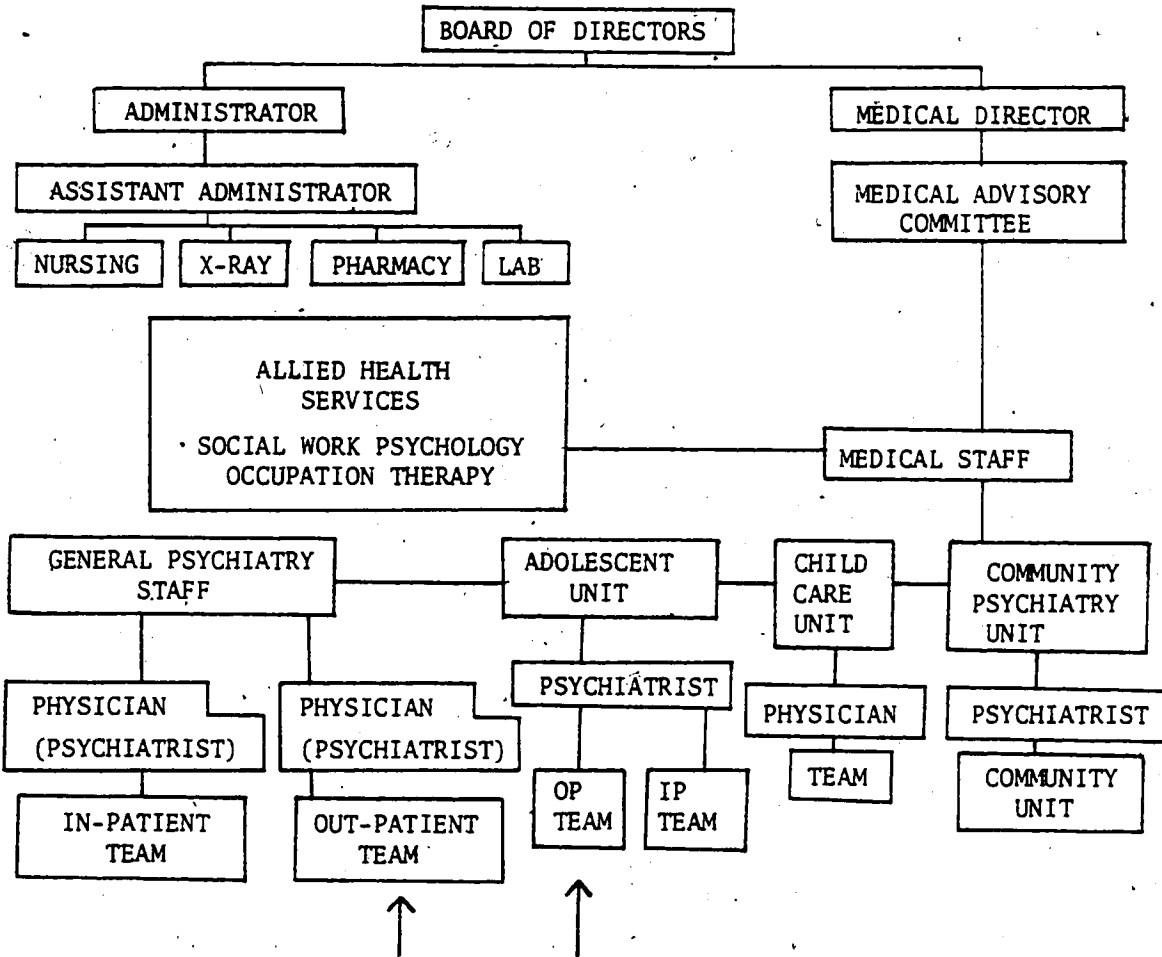 BOARD OF DIRECTORS
ADMINISTRATOR
MEDICAL DIRECTOR
ASSISTANT ADMINISTRATOR
MEDICAL ADVISORY
COMMITTEE
NURSING
X-RAY
PHARMACY
LAB
ALLIED HEALTH
SERVICES
SOCIAL WORK PSYCHOLOGY
OCCUPATION THERAPY
MEDICAL STAFF
GENERAL PSYCHIATRY
STAFF
ADOLESCENT
UNIT
CHILD
CARE
UNIT
COMMUNITY
PSYCHIATRY
UNIT
PHYSICIAN
(PSYCHIATRIST)
PHYSICIAN
(PSYCHIATRIST)
PSYCHIATRIST
PHYSICIAN
PSYCHIATRIST
IN-PATIENT
TEAM
OUT-PATIENT
TEAM
OP
TEAM
IP
TEAM
TEAM
COMMUNITY
UNIT